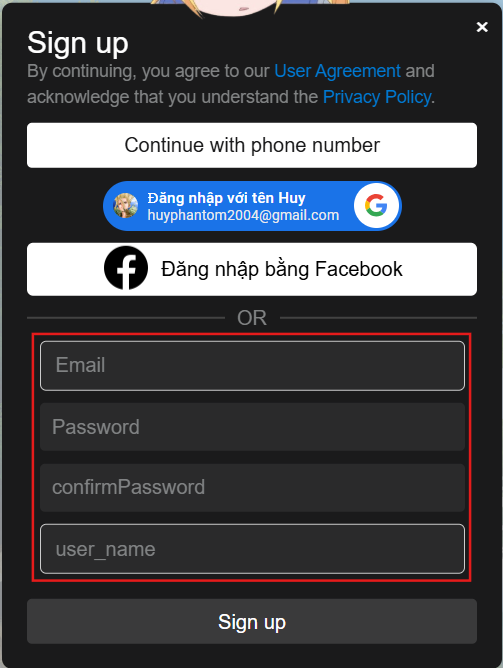 ×
Sign up
By continuing, you agree to our User Agreement and
acknowledge that you understand the Privacy Policy.
Continue with phone number
Đăng nhập với tên Huy
huyphantom2004@gmail.com
Đăng nhập bằng Facebook
OR
Email
Password
confirmPassword
user_name
Sign up